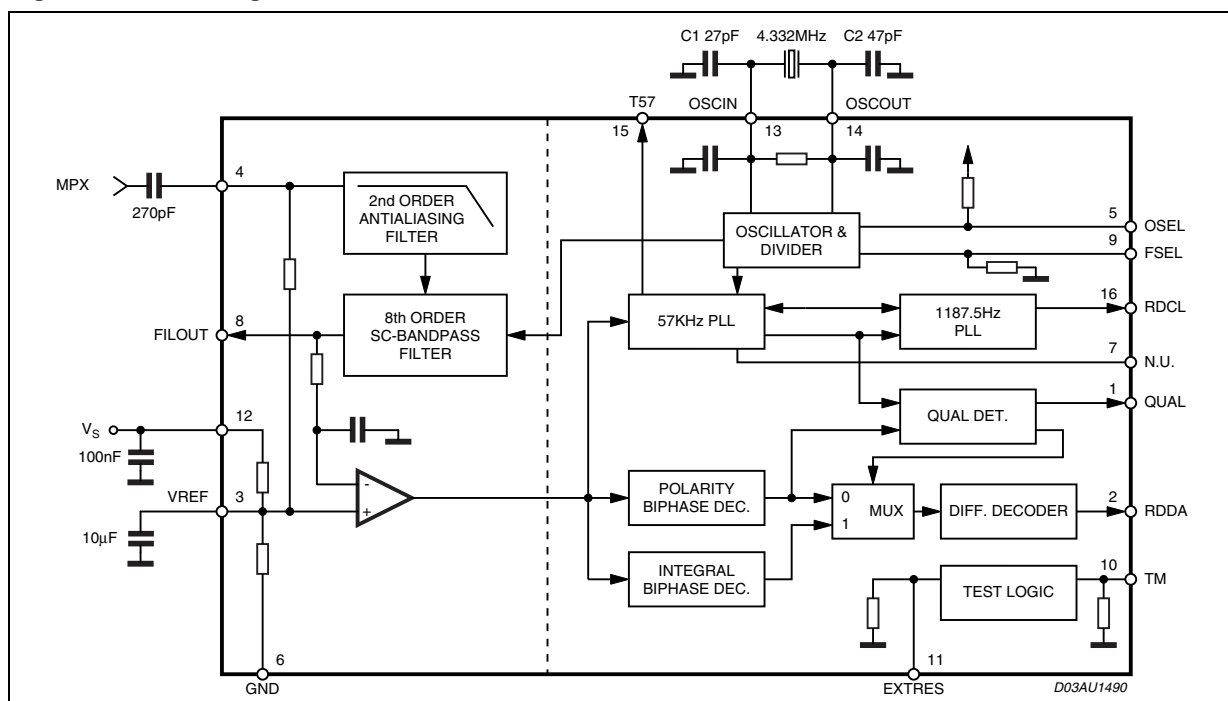 C1 27pF
4.332MHz
C2 47pF
T57
OSCIN
OSCOUT
15
13
14
MPX
270pF
4
2nd ORDER
ANTIALIASING
FILTER
OSCILLATOR &
DIVIDER
5
OSEL
9
FSEL
FILOUT
8
8th ORDER
SC-BANDPASS
FILTER
57KHz PLL
1187.5Hz
PLL
16
RDCL
7
N.U.
1
QUAL
QUAL DET.
VS
12
100nF
VREF
3
10μF
-
+
POLARITY
BIPHASE DEC.
0
1
MUX
DIFF. DECODER
2
RDDA
INTEGRAL
BIPHASE DEC.
TEST LOGIC
10
TM
6
GND
11
EXTRES
D03AU1490